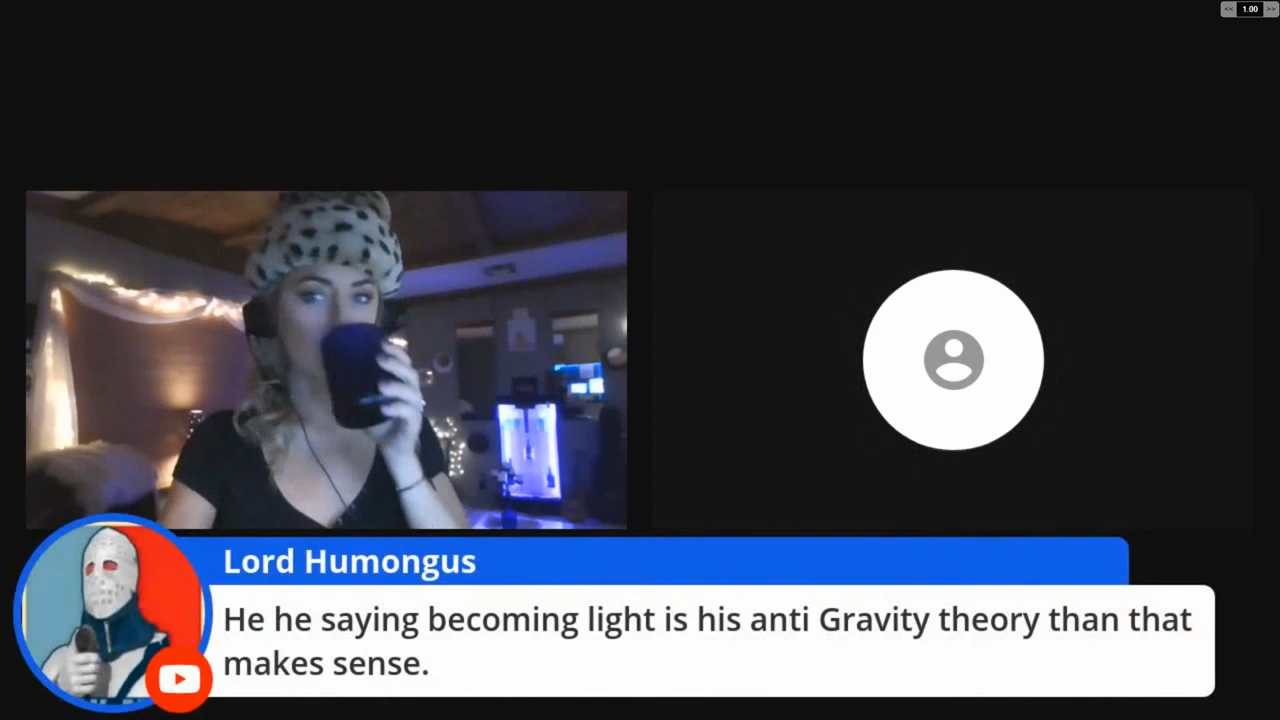 << 1.00 >>
Lord Humongus
He he saying becoming light is his anti Gravity theory than that
makes sense.